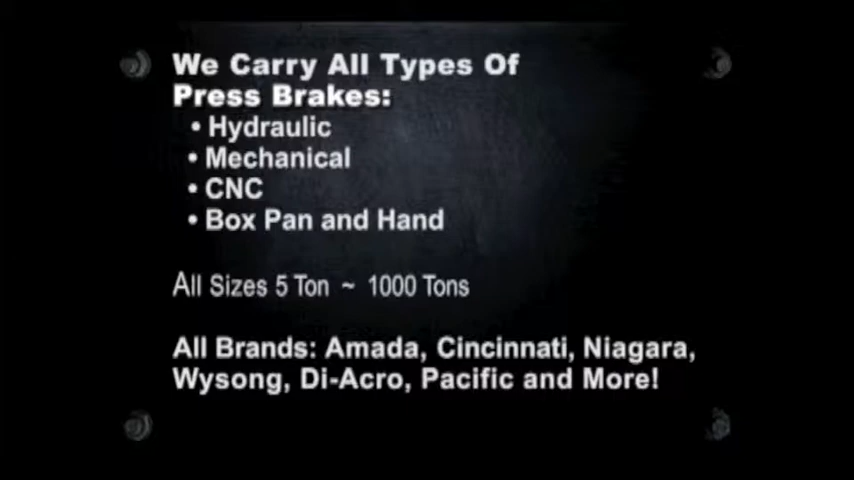 We Carry All Types Of
Press Brakes:
• Hydraulic
• Mechanical
• CNC
• Box Pan and Hand
All Sizes 5 Ton ~ 1000 Tons
All Brands: Amada, Cincinnati, Niagara,
Wysong, Di-Acro, Pacific and More!